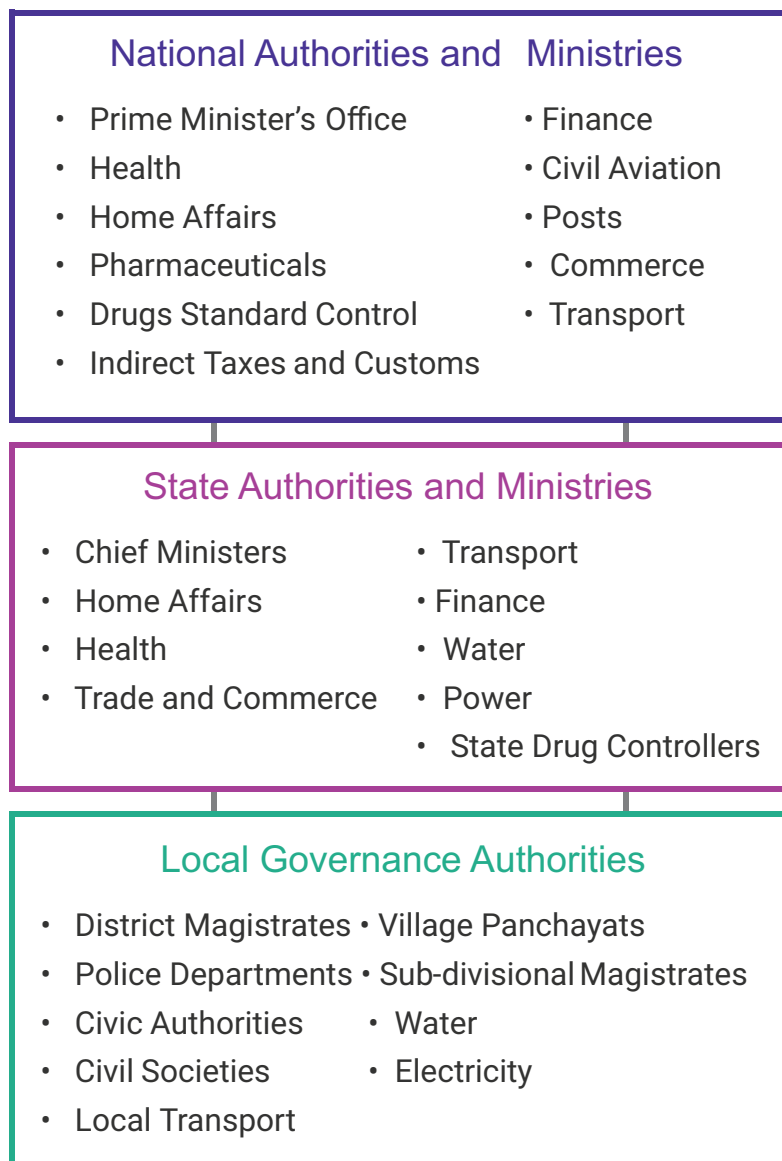 National Authorities and Ministries
• Prime Minister’s Office
• Health
• Home Affairs
• Pharmaceuticals
• Drugs Standard Control
• Indirect Taxes and Customs
• Finance
• Civil Aviation
• Posts
• Commerce
• Transport
State Authorities and Ministries
• Chief Ministers
• Home Affairs
• Health
• Trade and Commerce
• Transport
• Finance
• Water
• Power
• State Drug Controllers
Local Governance Authorities
• District Magistrates
• Police Departments
• Civic Authorities
• Civil Societies
• Local Transport
• Village Panchayats
• Sub-divisional Magistrates
• Water
• Electricity